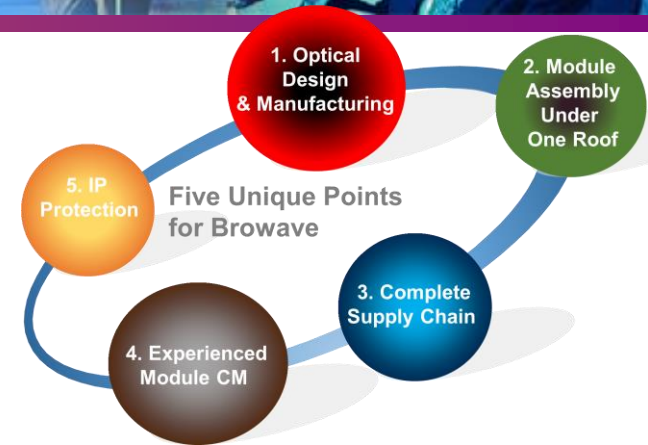 1. Optical
Design
& Manufacturing
2. Module
Assembly
Under
One Roof
5. IP
Protection
Five Unique Points
for Browave
3. Complete
Supply Chain
4. Experienced
Module CM